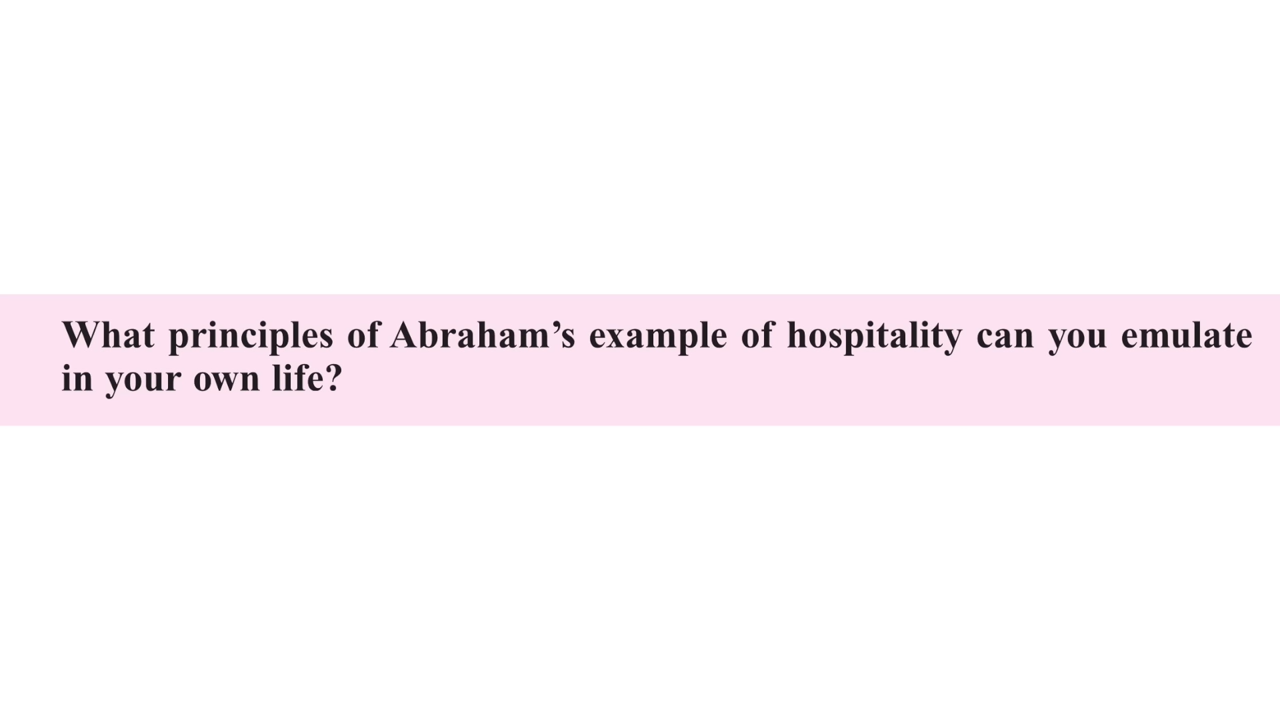 What principles of Abraham’s example of hospitality can you emulate
in your own life?